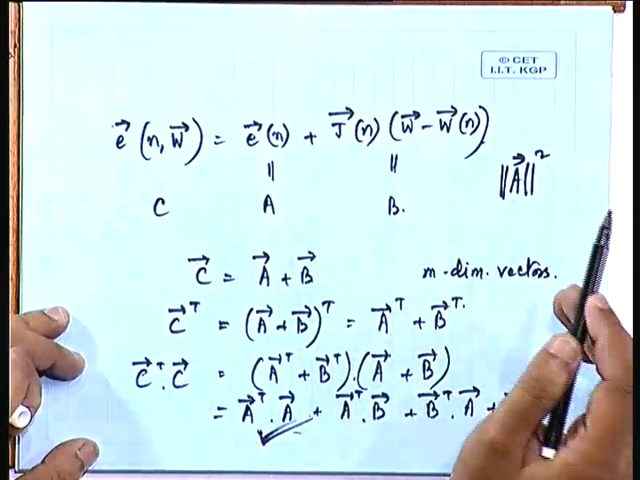 © CET
I.I.T. KGP
e⃗ (n, w⃗) = e⃗(n) + J⃗(n) (w⃗ - w⃗(n))
|| ||
C A B.
||A⃗||²
C⃗ = A⃗ + B⃗ m-dim. vectors.
C⃗ᵀ = (A⃗ + B⃗)ᵀ = A⃗ᵀ + B⃗ᵀ.
C⃗ᵀ.C⃗ = (A⃗ᵀ + B⃗ᵀ).(A⃗ + B⃗)
= A⃗ᵀ.A⃗ + A⃗ᵀ.B⃗ + B⃗ᵀ.A⃗ +